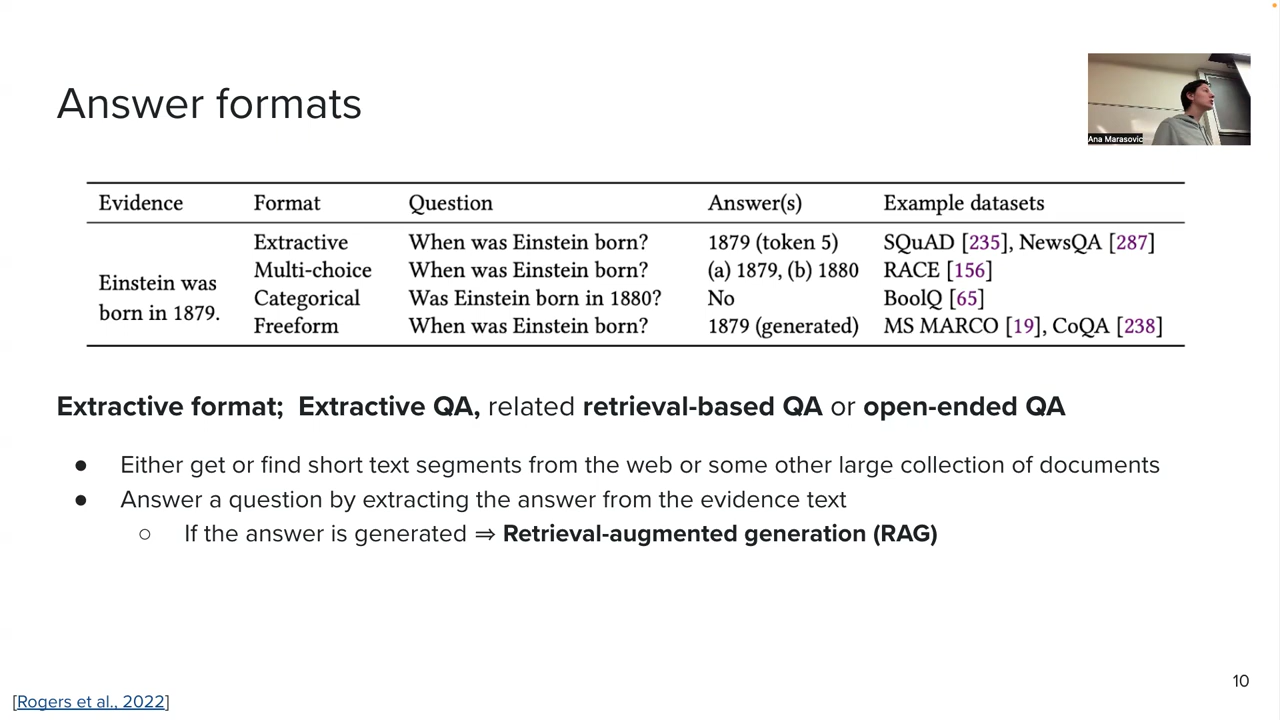 Answer formats
Ana Marasovic
Evidence Format Question Answer(s) Example datasets
Einstein was born in 1879.
Extractive When was Einstein born? 1879 (token 5) SQuAD [235], NewsQA [287]
Multi-choice When was Einstein born? (a) 1879, (b) 1880 RACE [156]
Categorical Was Einstein born in 1880? No BoolQ [65]
Freeform When was Einstein born? 1879 (generated) MS MARCO [19], CoQA [238]
Extractive format; Extractive QA, related retrieval-based QA or open-ended QA
● Either get or find short text segments from the web or some other large collection of documents
● Answer a question by extracting the answer from the evidence text
○ If the answer is generated ⇒ Retrieval-augmented generation (RAG)
10
[Rogers et al., 2022]